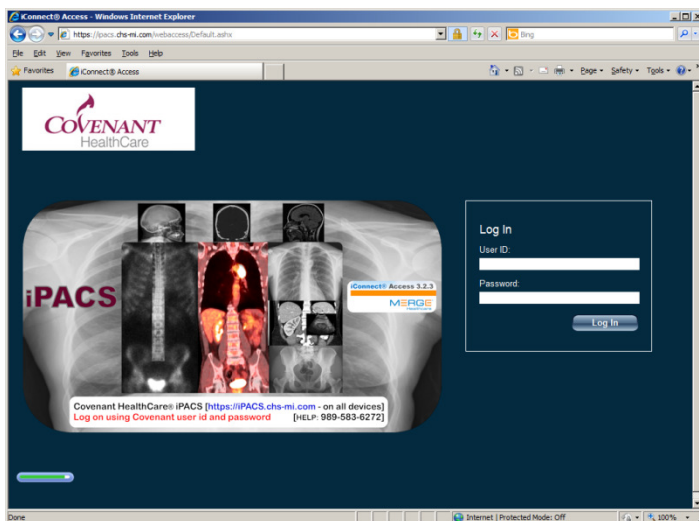 iConnect® Access - Windows Internet Explorer
https://ipacs.chs-mi.com/webaccess/Default.ashx
Bing
File Edit View Favorites Tools Help
Favorites
iConnect® Access
Page
Safety
Tools
COVENANT
HealthCare
iPACS
iConnect® Access 3.2.3
MERGE
Healthcare
Log In
User ID:
Password:
Log In
Covenant HealthCare® iPACS [https://iPACS.chs-mi.com - on all devices]
Log on using Covenant user id and password [HELP: 989-583-6272]
Done
Internet | Protected Mode: Off
100%